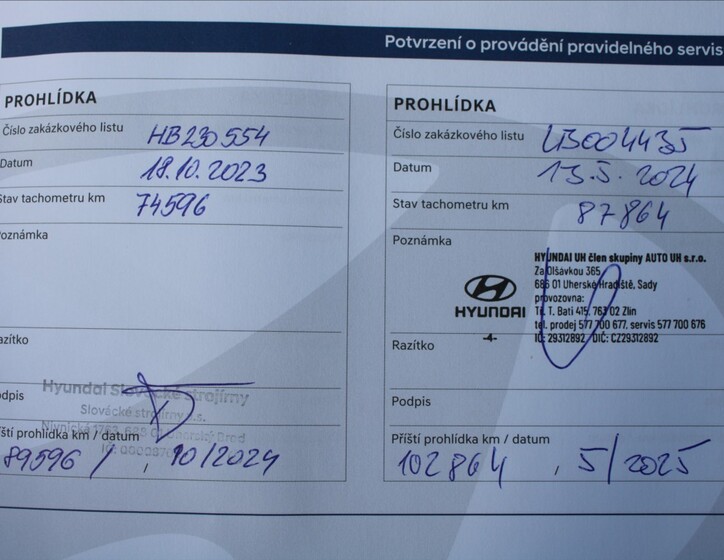 Potvrzení o provádění pravidelného servis
PROHLÍDKA
Číslo zakázkového listu HB230554
Datum 18.10.2023
Stav tachometru km 74596
Poznámka
azítko
Hyundai Slovácké strojírny
Slovácké strojírny a.s.
dpis
ští prohlídka km / datum
89596 / , 10/2024
PROHLÍDKA
Číslo zakázkového listu
Datum 13.5. 2024
Stav tachometru km 87864
Poznámka
HYUNDAI UH člen skupiny AUTO UH s.r.o.
Za Olšávkou 365,
686 01 Uherské Hradiště, Sady
provozovna:
Tř. T. Bati 415, 763 02 Zlín
tel. prodej 577 700 677, servis 577 700 676
IČ: 29312892, DIČ: CZ29312892
HYUNDAI
-4-
Razítko
Podpis
Příští prohlídka km / datum
102864 , 5/2025